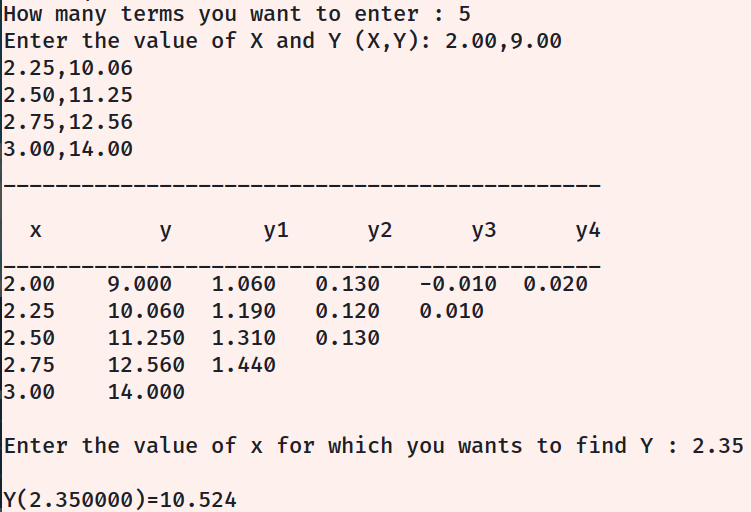 How many terms you want to enter : 5
Enter the value of X and Y (X,Y): 2.00,9.00
2.25,10.06
2.50,11.25
2.75,12.56
3.00,14.00
______________________________________________
x y y1 y2 y3 y4
______________________________________________
2.00 9.000 1.060 0.130 -0.010 0.020
2.25 10.060 1.190 0.120 0.010
2.50 11.250 1.310 0.130
2.75 12.560 1.440
3.00 14.000
Enter the value of x for which you wants to find Y : 2.35
Y(2.350000)=10.524